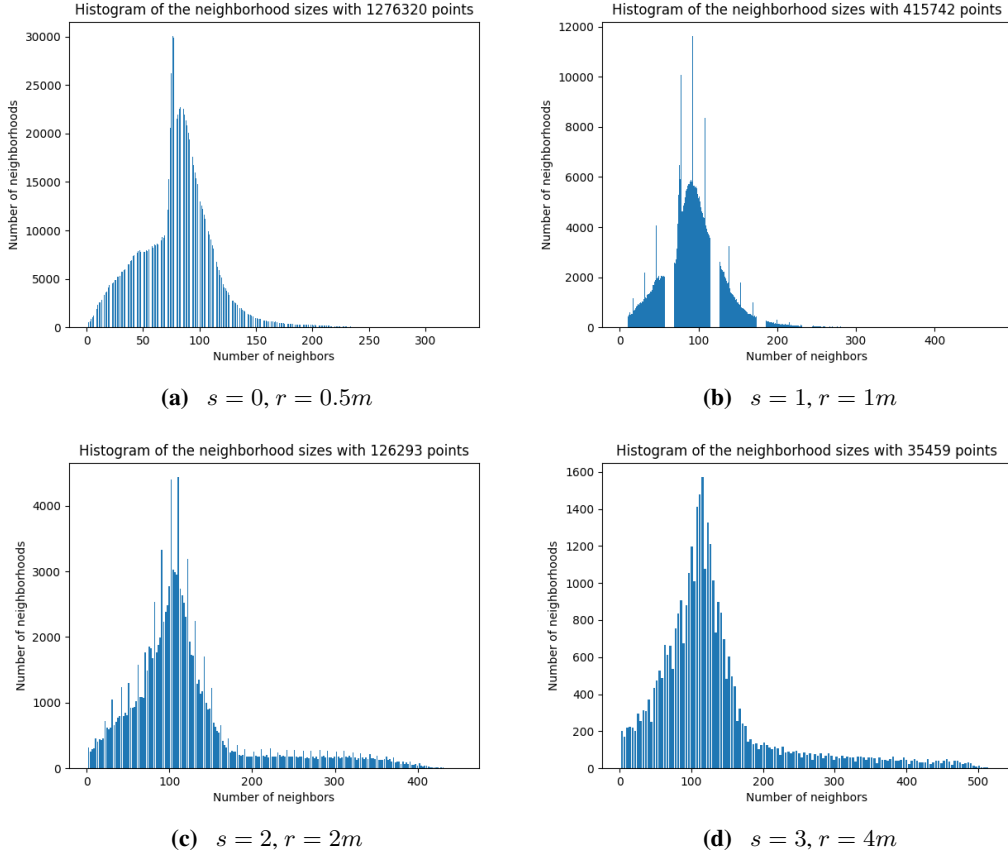 Histogram of the neighborhood sizes with 1276320 points
Number of neighborhoods
30000
25000
20000
15000
10000
5000
0
0 50 100 150 200 250 300
Number of neighbors
(a) s = 0, r = 0.5m
Histogram of the neighborhood sizes with 415742 points
Number of neighborhoods
12000
10000
8000
6000
4000
2000
0
0 100 200 300 400
Number of neighbors
(b) s = 1, r = 1m
Histogram of the neighborhood sizes with 126293 points
Number of neighborhoods
4000
3000
2000
1000
0
0 100 200 300 400
Number of neighbors
(c) s = 2, r = 2m
Histogram of the neighborhood sizes with 35459 points
Number of neighborhoods
1600
1400
1200
1000
800
600
400
200
0
0 100 200 300 400 500
Number of neighbors
(d) s = 3, r = 4m